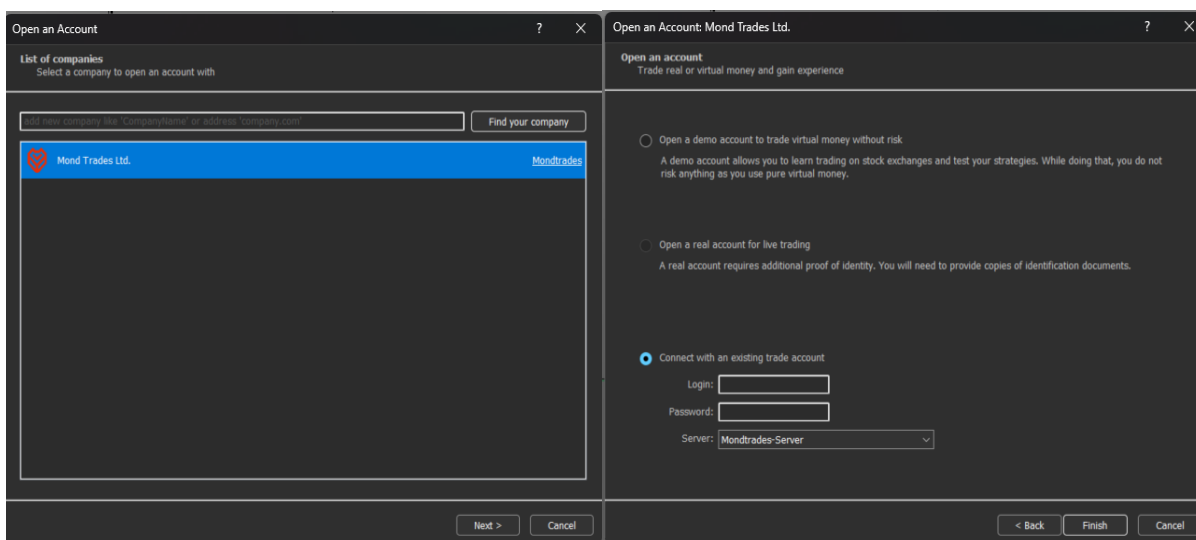 Open an Account
?
List of companies
Select a company to open an account with
add new company like 'CompanyName' or address 'company.com'
Find your company
Mond Trades Ltd.
Mondtrades
Next >
Cancel
Open an Account: Mond Trades Ltd.
?
Open an account
Trade real or virtual money and gain experience
Open a demo account to trade virtual money without risk
A demo account allows you to learn trading on stock exchanges and test your strategies. While doing that, you do not
risk anything as you use pure virtual money.
Open a real account for live trading
A real account requires additional proof of identity. You will need to provide copies of identification documents.
Connect with an existing trade account
Login:
Password:
Server: Mondtrades-Server
< Back
Finish
Cancel